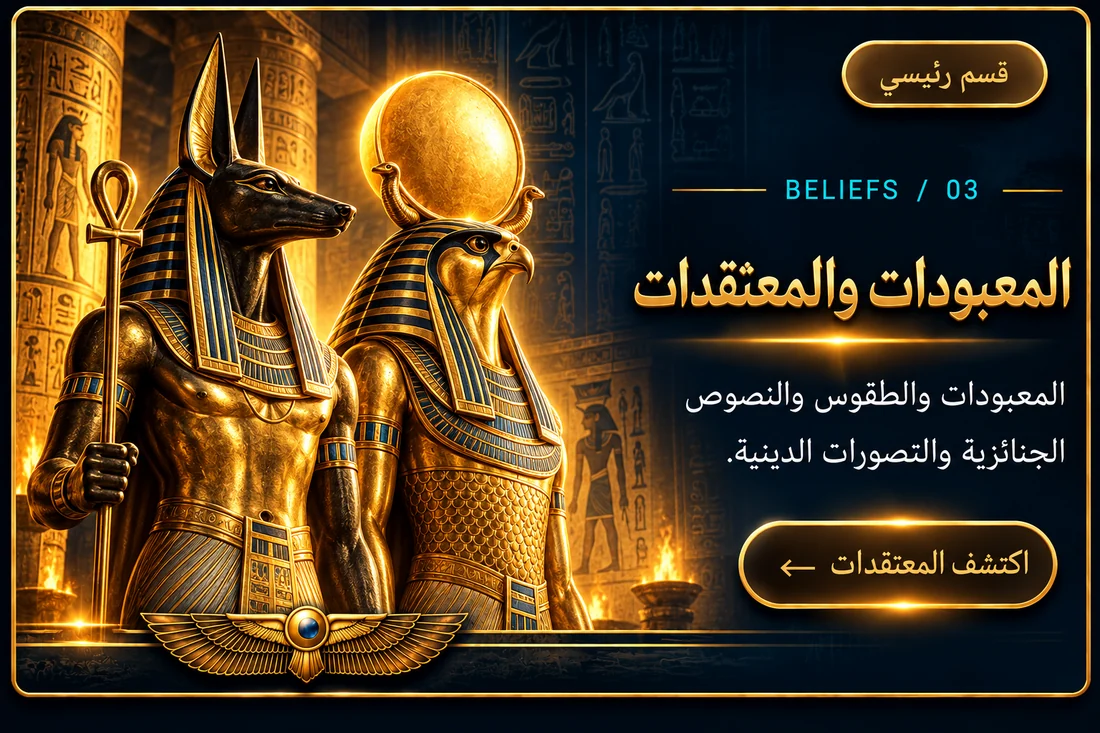 قسم رئيسي
BELIEFS / 03
المعبودات والمعتقدات
المعبودات والطقوس والنصوص
الجنائزية والتصورات الدينية.
اكتشف المعتقدات ←